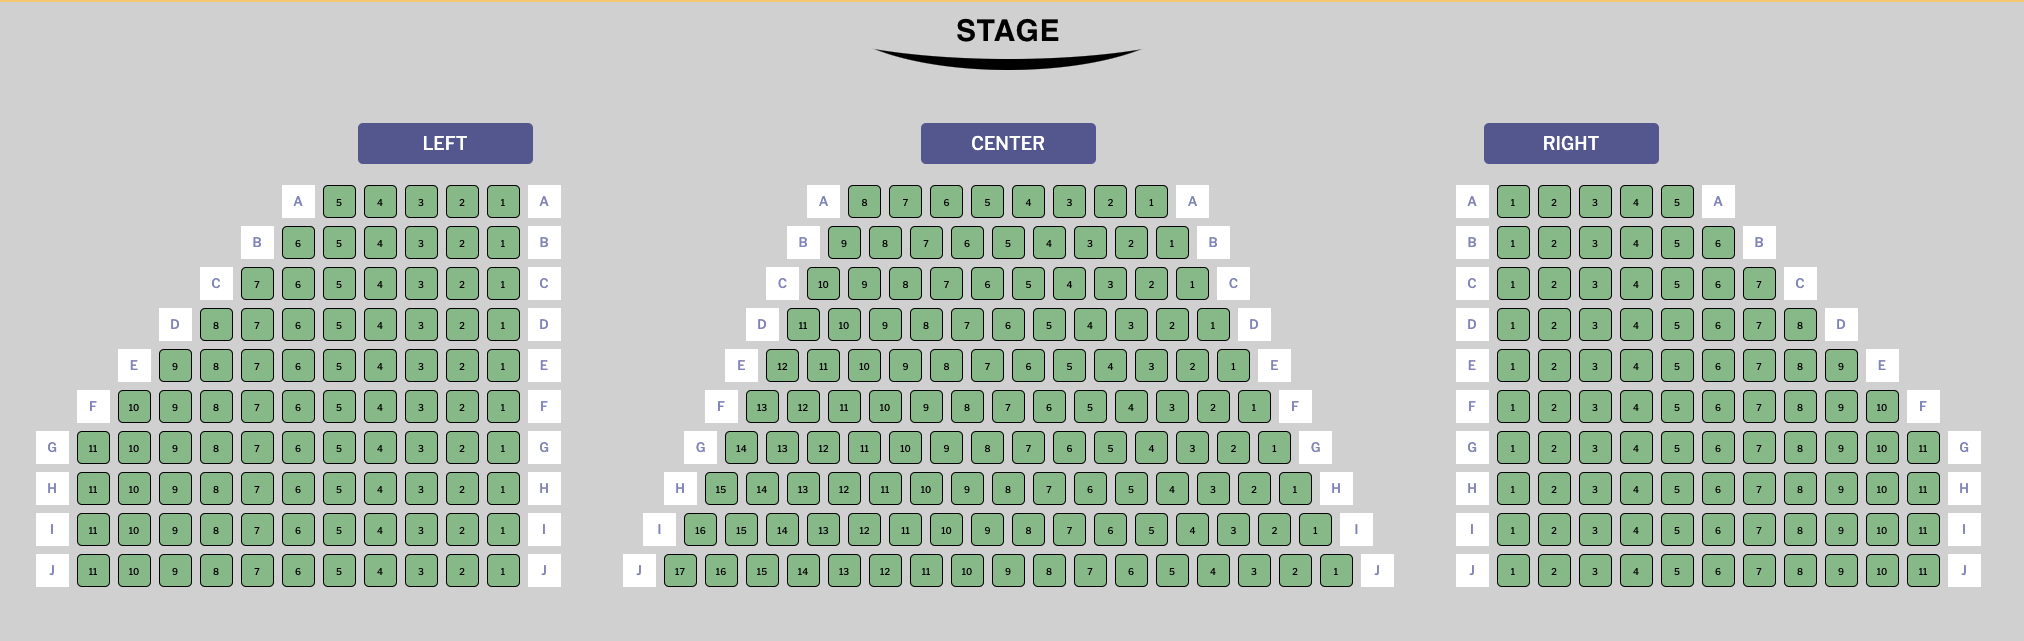 STAGE
LEFT CENTER RIGHT
A 5 4 3 2 1 A A 8 7 6 5 4 3 2 1 A A 1 2 3 4 5 A
B 6 5 4 3 2 1 B B 9 8 7 6 5 4 3 2 1 B B 1 2 3 4 5 6 B
C 7 6 5 4 3 2 1 C C 10 9 8 7 6 5 4 3 2 1 C C 1 2 3 4 5 6 7 C
D 8 7 6 5 4 3 2 1 D D 11 10 9 8 7 6 5 4 3 2 1 D D 1 2 3 4 5 6 7 8 D
E 9 8 7 6 5 4 3 2 1 E E 12 11 10 9 8 7 6 5 4 3 2 1 E E 1 2 3 4 5 6 7 8 9 E
F 10 9 8 7 6 5 4 3 2 1 F F 13 12 11 10 9 8 7 6 5 4 3 2 1 F F 1 2 3 4 5 6 7 8 9 10 F
G 11 10 9 8 7 6 5 4 3 2 1 G G 14 13 12 11 10 9 8 7 6 5 4 3 2 1 G G 1 2 3 4 5 6 7 8 9 10 11 G
H 11 10 9 8 7 6 5 4 3 2 1 H H 15 14 13 12 11 10 9 8 7 6 5 4 3 2 1 H H 1 2 3 4 5 6 7 8 9 10 11 H
I 11 10 9 8 7 6 5 4 3 2 1 I I 16 15 14 13 12 11 10 9 8 7 6 5 4 3 2 1 I I 1 2 3 4 5 6 7 8 9 10 11 I
J 11 10 9 8 7 6 5 4 3 2 1 J J 17 16 15 14 13 12 11 10 9 8 7 6 5 4 3 2 1 J J 1 2 3 4 5 6 7 8 9 10 11 J